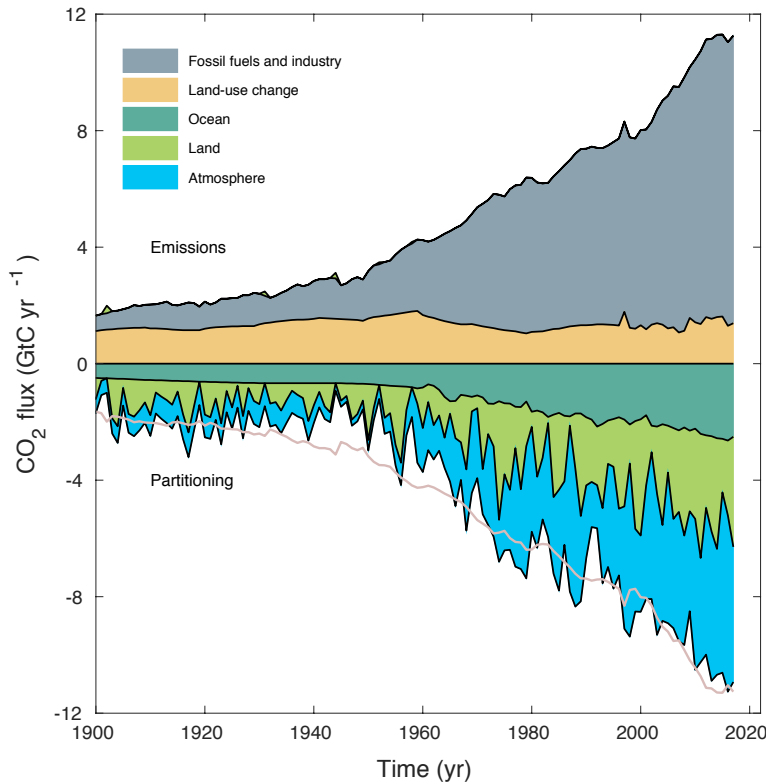 12
8
4
0
-4
-8
-12
CO2 flux (GtC yr -1)
Fossil fuels and industry
Land-use change
Ocean
Land
Atmosphere
Emissions
Partitioning
1900
1920
1940
1960
1980
2000
2020
Time (yr)